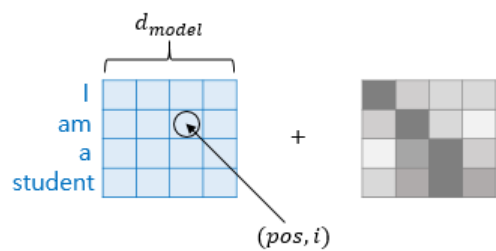 d_model
I
am
a
student
+
(pos, i)